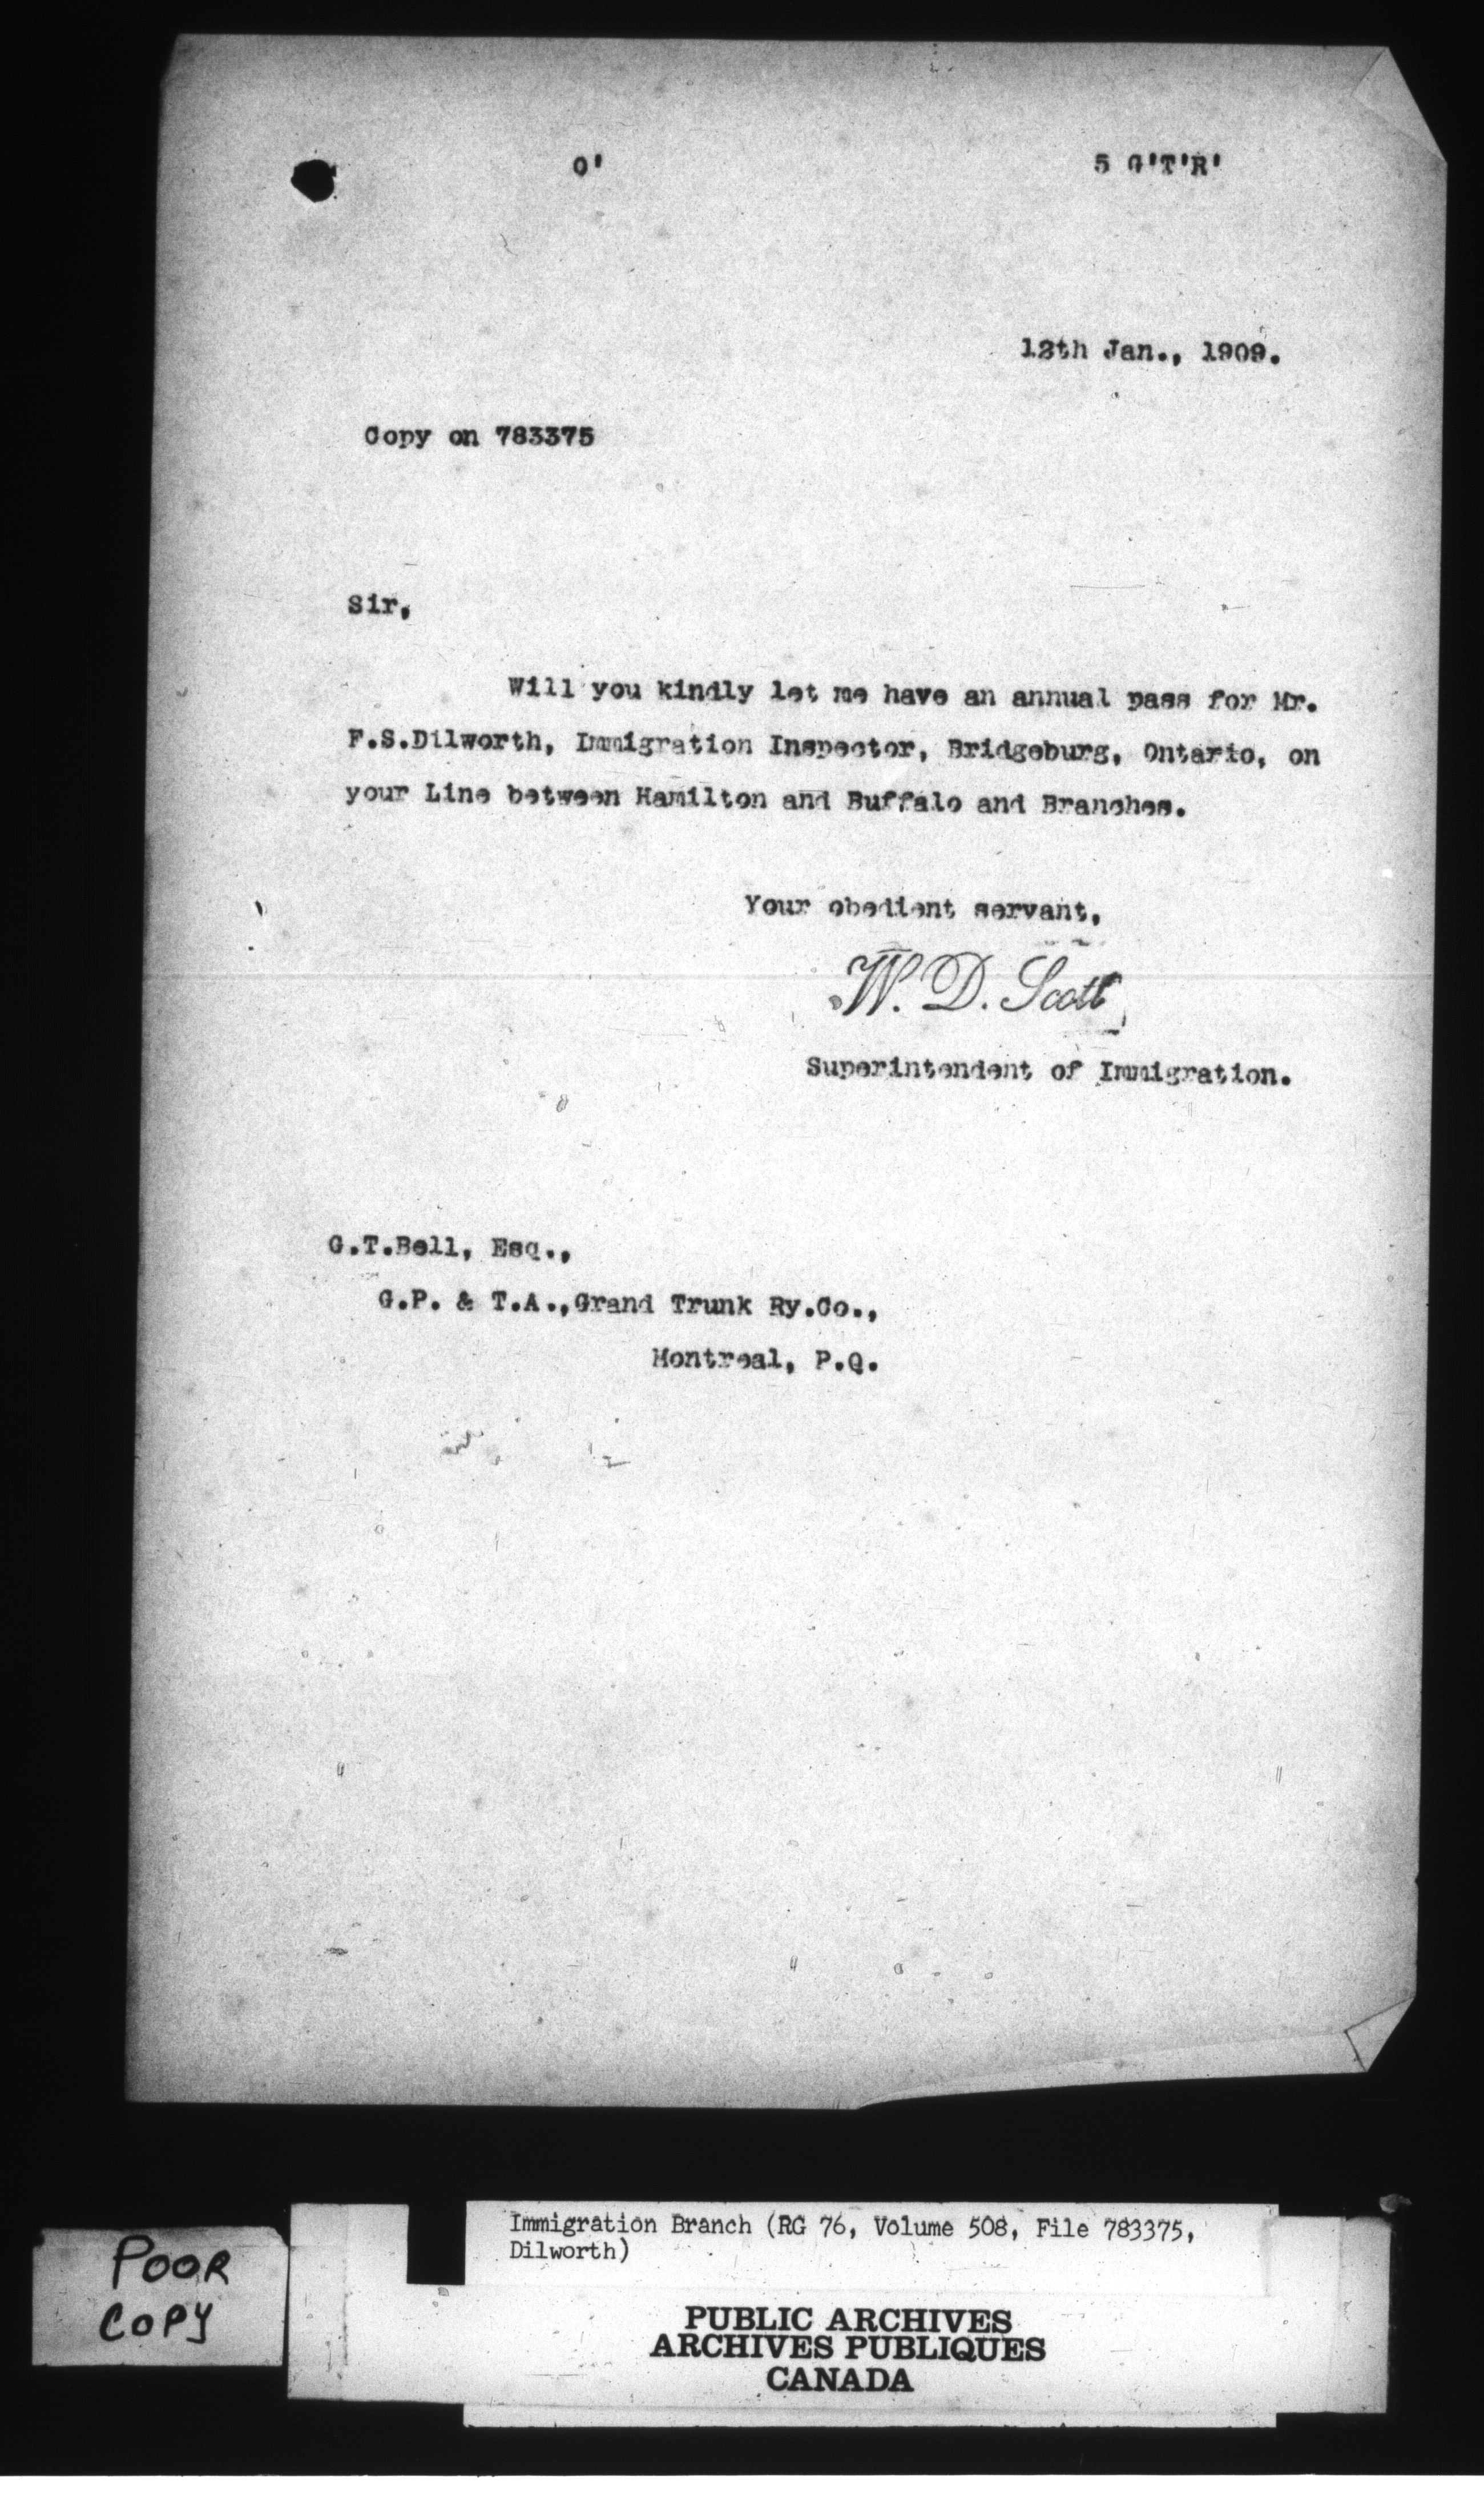 O' 5 G'T'R'
12th Jan., 1909.
Copy on 783375
Sir,
Will you kindly let me have an annual pass for Mr.
F.S.Dilworth, Immigration Inspector, Bridgeburg, Ontario, on
your Line between Hamilton and Buffalo and Branches.
Your obedient servant,
W. D. Scott
Superintendent of Immigration.
G.T.Bell, Esq.,
G.P. & T.A.,Grand Trunk Ry.Co.,
Montreal, P.Q.
Immigration Branch (RG 76, Volume 508, File 783375,
Dilworth)
POOR
COPY
PUBLIC ARCHIVES
ARCHIVES PUBLIQUES
CANADA